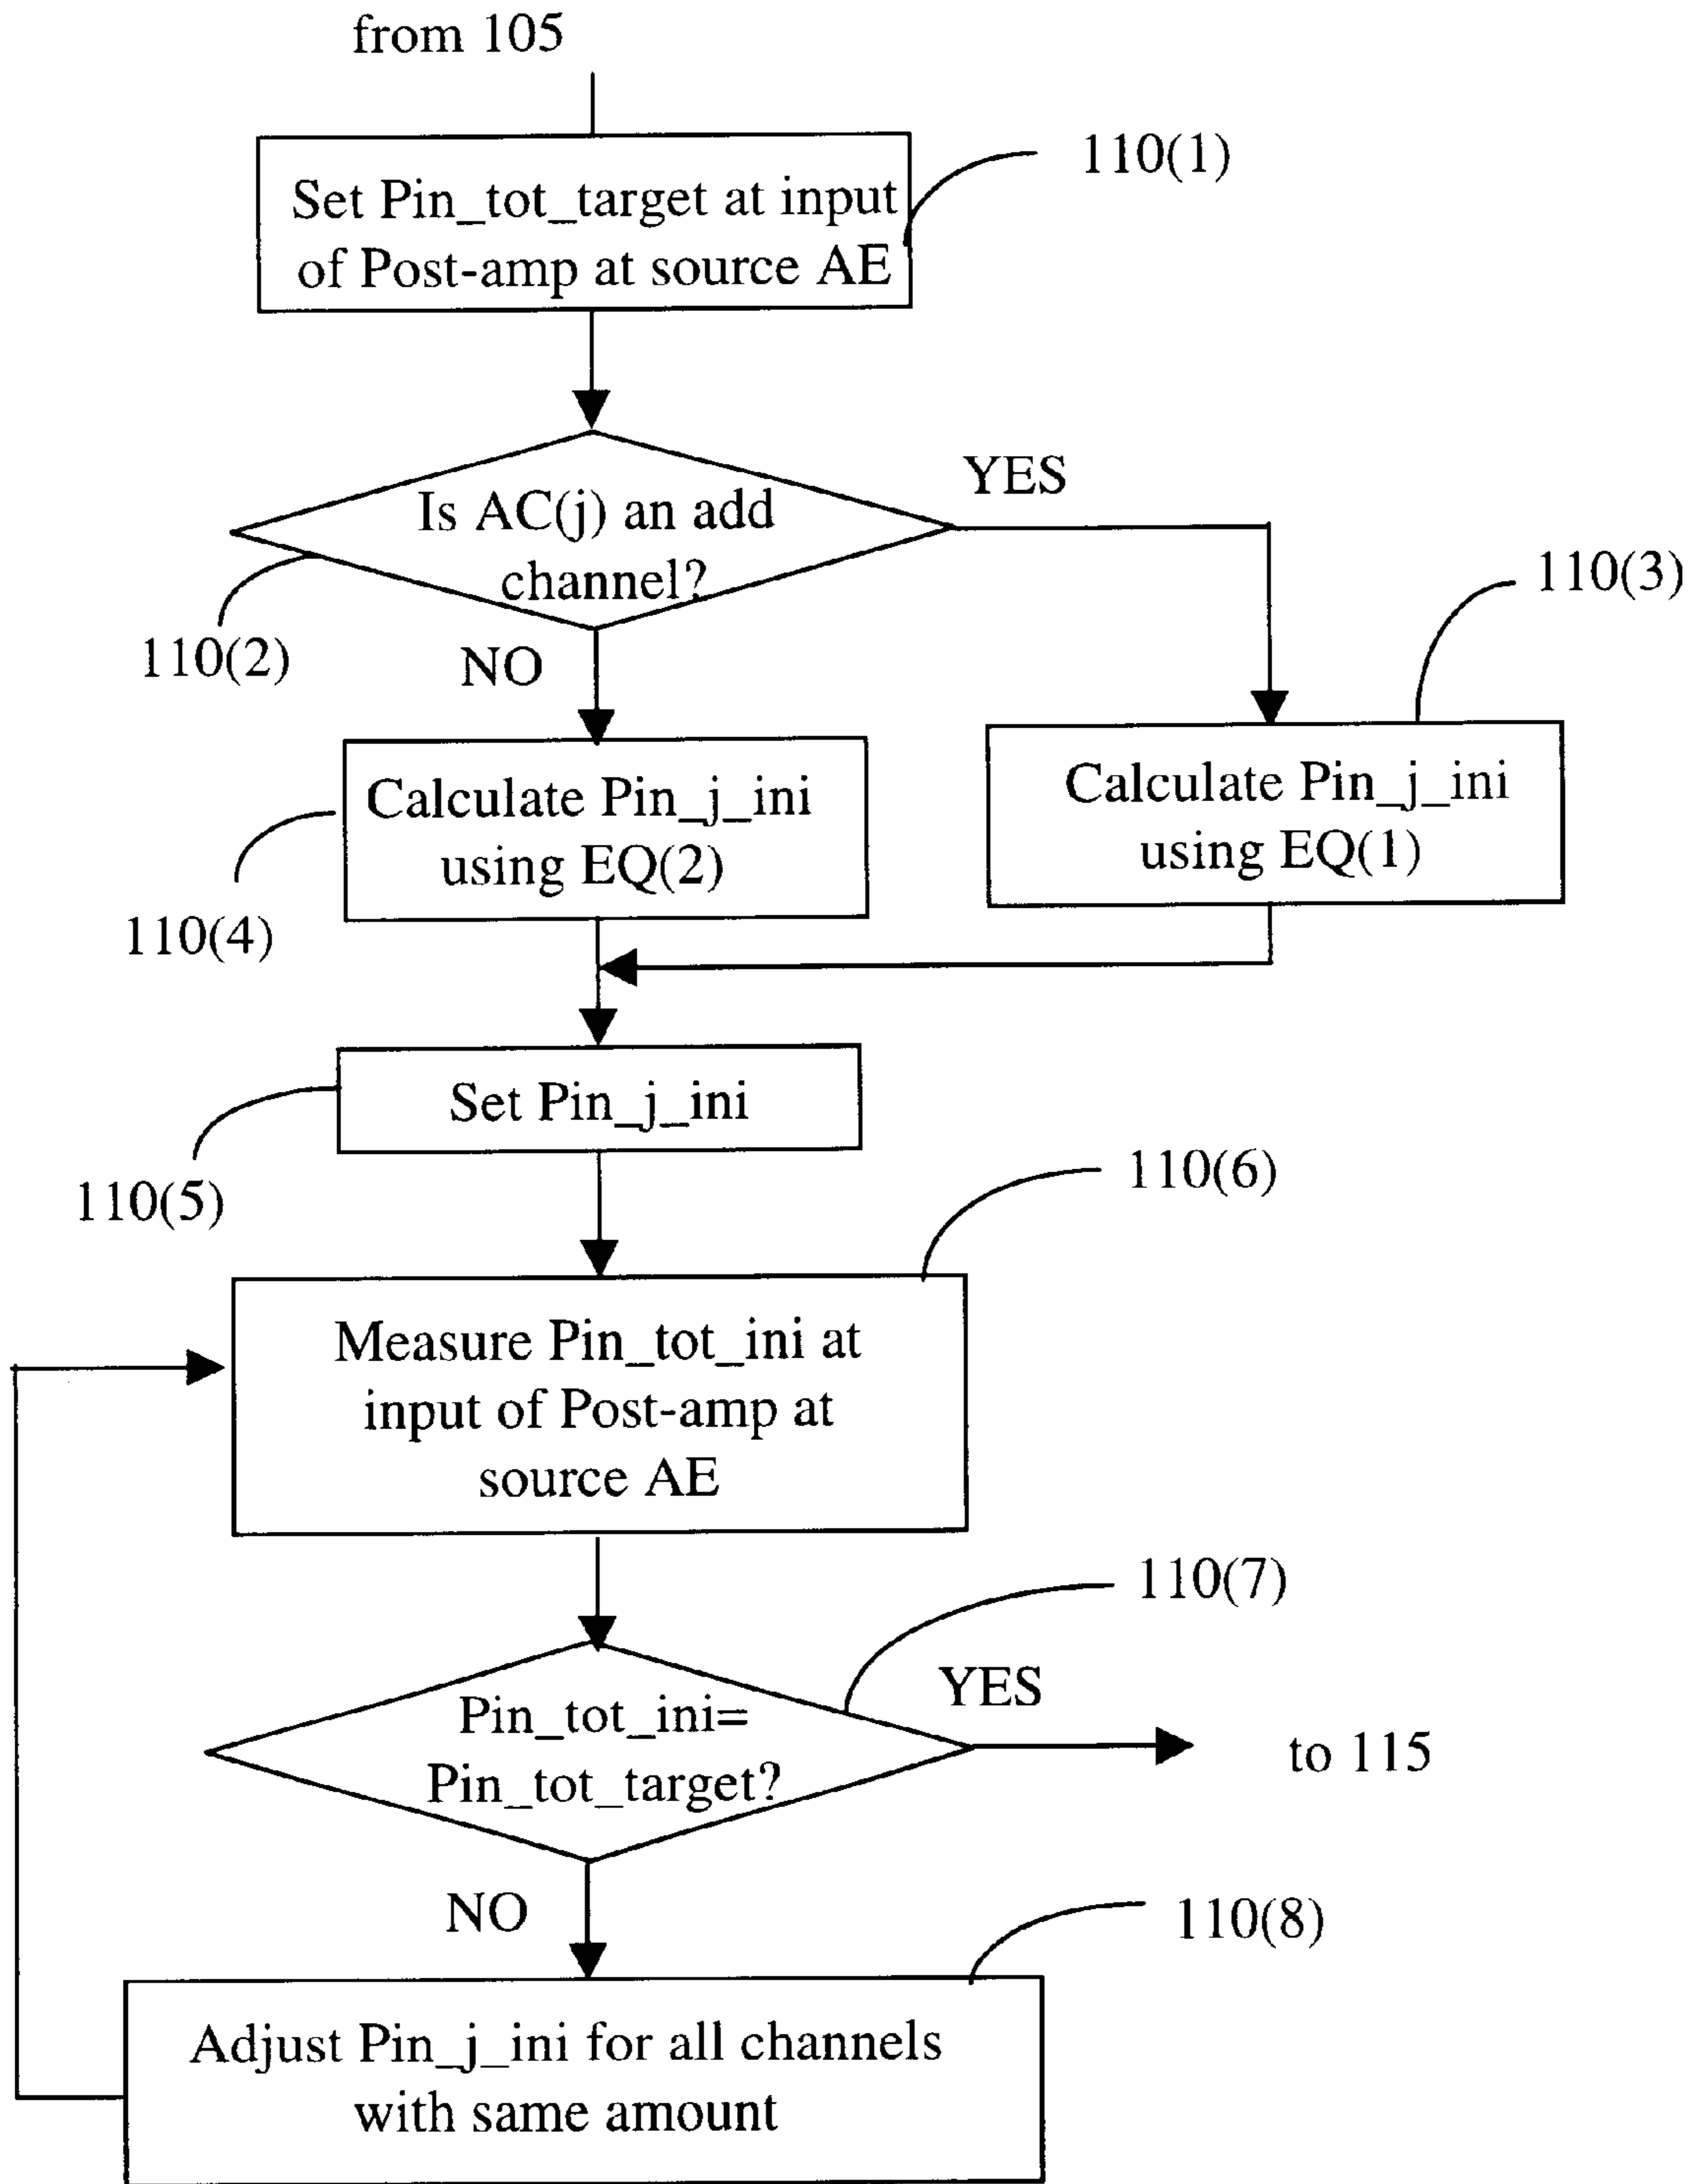 from 105
110(1)
Set Pin_tot_target at input
of Post-amp at source AE
YES
Is AC(j) an add
channel?
110(3)
110(2)
NO
Calculate Pin_j_ini
using EQ(2)
Calculate Pin_j_ini
using EQ(1)
110(4)
Set Pin_j_ini
110(5)
110(6)
Measure Pin_tot_ini at
input of Post-amp at
source AE
110(7)
YES
Pin_tot_ini=
Pin_tot_target?
to 115
NO
110(8)
Adjust Pin_j_ini for all channels
with same amount